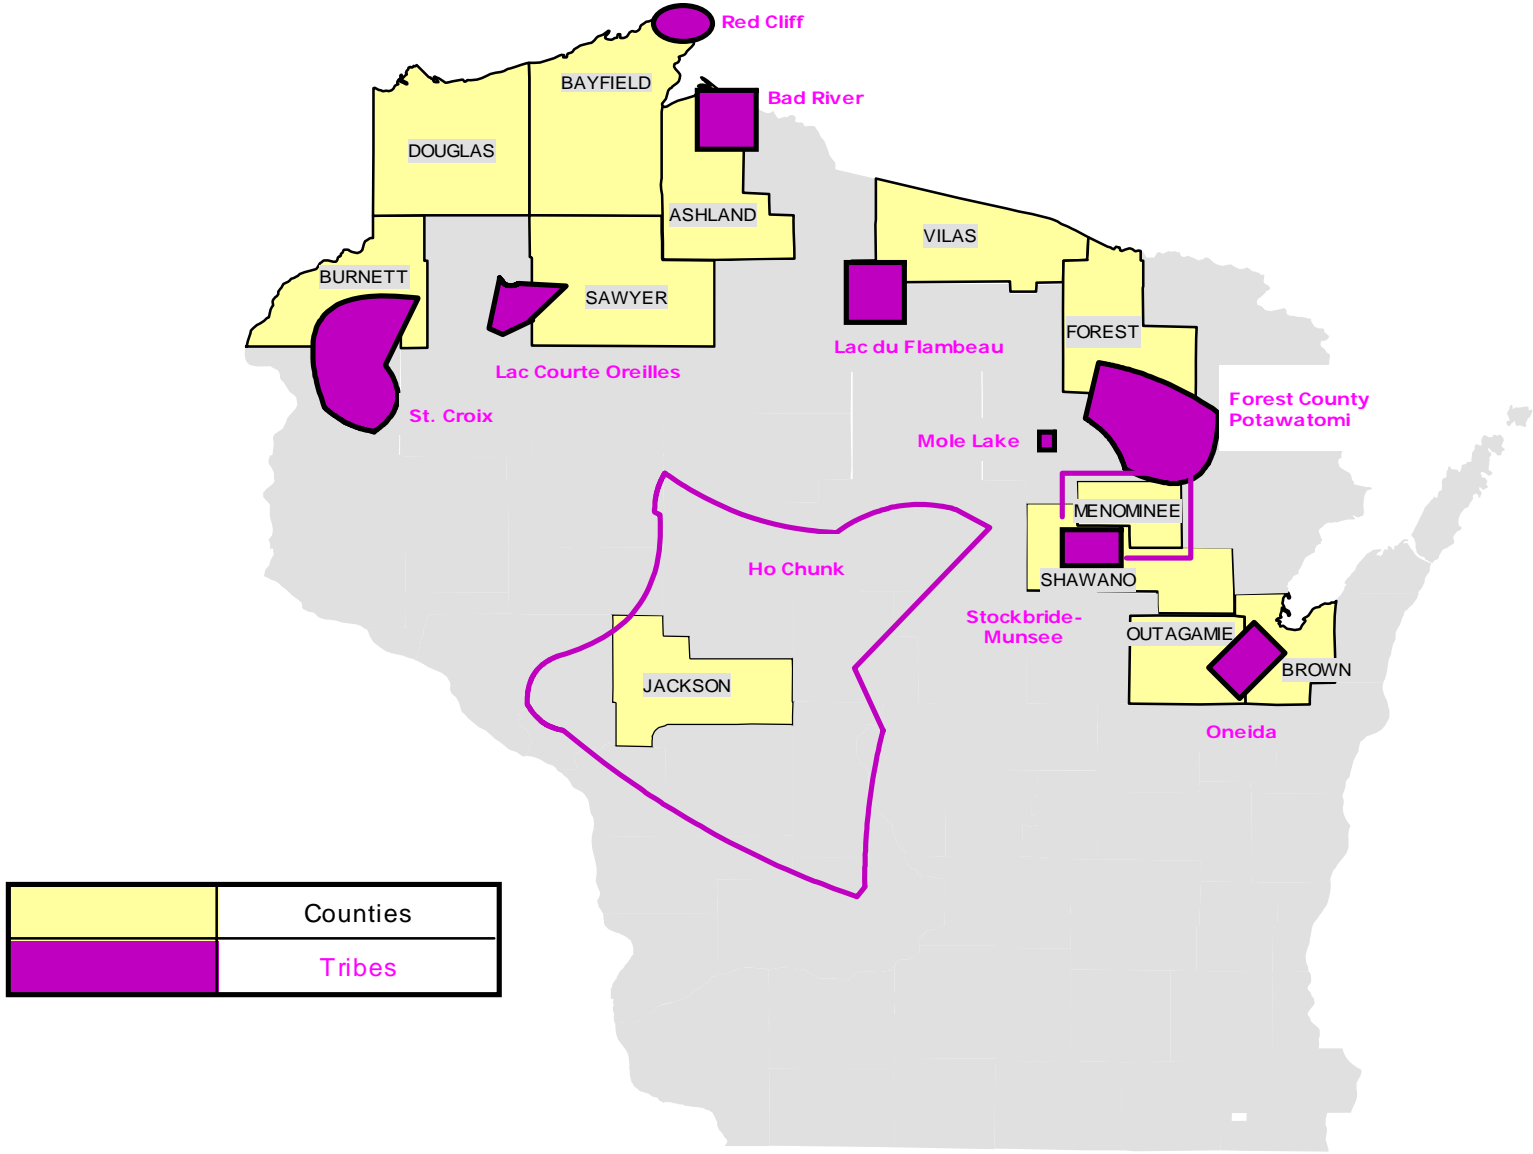 Red Cliff
BAYFIELD
Bad River
DOUGLAS
ASHLAND
VILAS
BURNETT
SAWYER
FOREST
Lac du Flambeau
Lac Courte Oreilles
Forest County
Potawatomi
St. Croix
Mole Lake
MENOMINEE
Ho Chunk
SHAWANO
Stockbride-
Munsee
OUTAGAMIE
BROWN
JACKSON
Oneida
Counties
Tribes